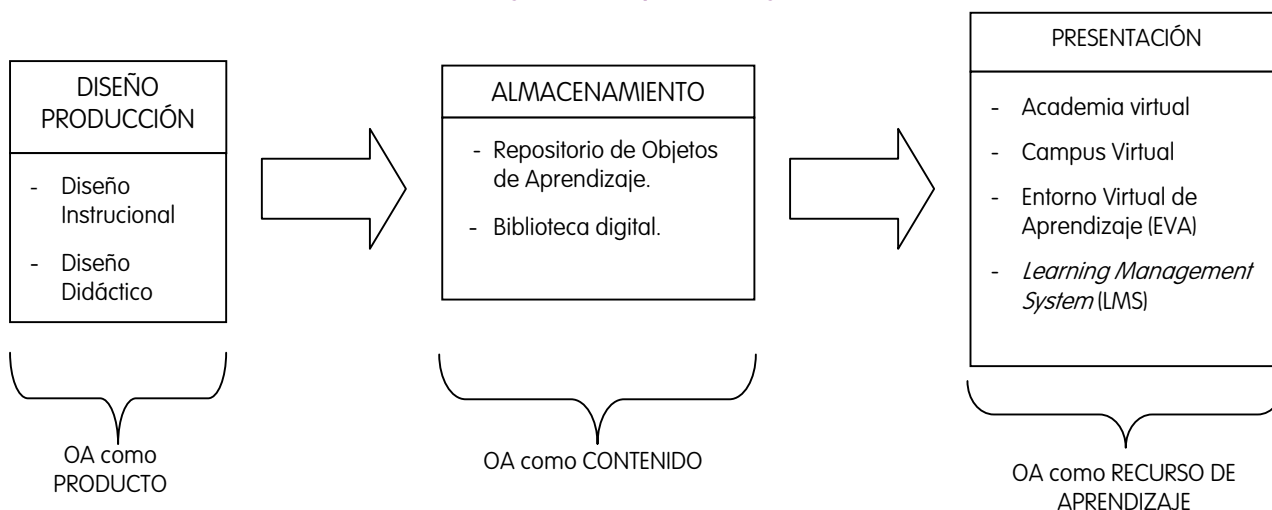 DISEÑO
PRODUCCIÓN
- Diseño
Instrucional
- Diseño
Didáctico
OA como
PRODUCTO
ALMACENAMIENTO
- Repositorio de Objetos
de Aprendizaje.
- Biblioteca digital.
OA como CONTENIDO
PRESENTACIÓN
- Academia virtual
- Campus Virtual
- Entorno Virtual de
Aprendizaje (EVA)
- Learning Management
System (LMS)
OA como RECURSO DE
APRENDIZAJE